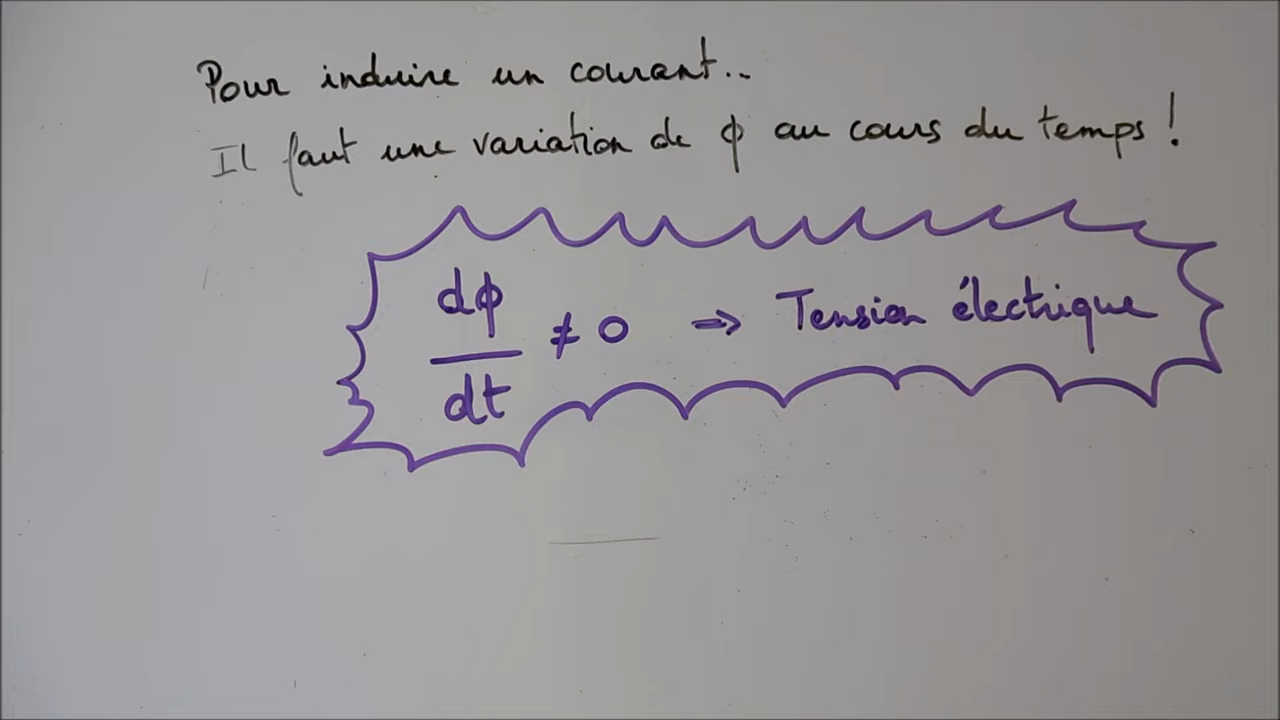 Pour induire un courant..
Il faut une variation de ϕ au cours du temps !
dϕ/dt ≠ 0 ⇒ Tension électrique